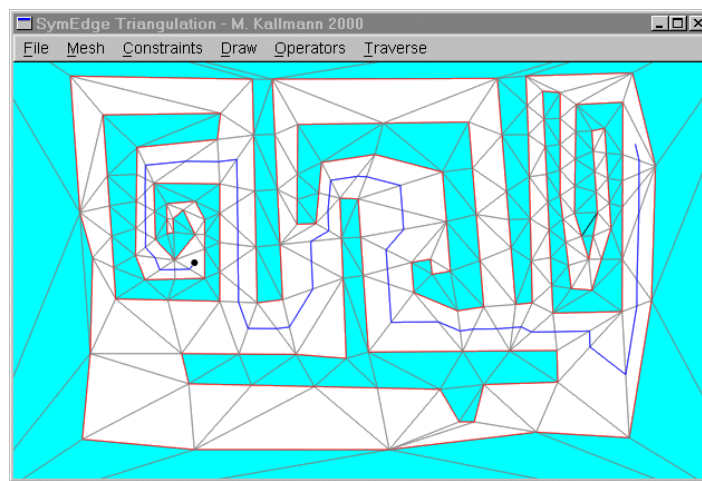 SymEdge Triangulation - M. Kallmann 2000
File Mesh Constraints Draw Operators Traverse